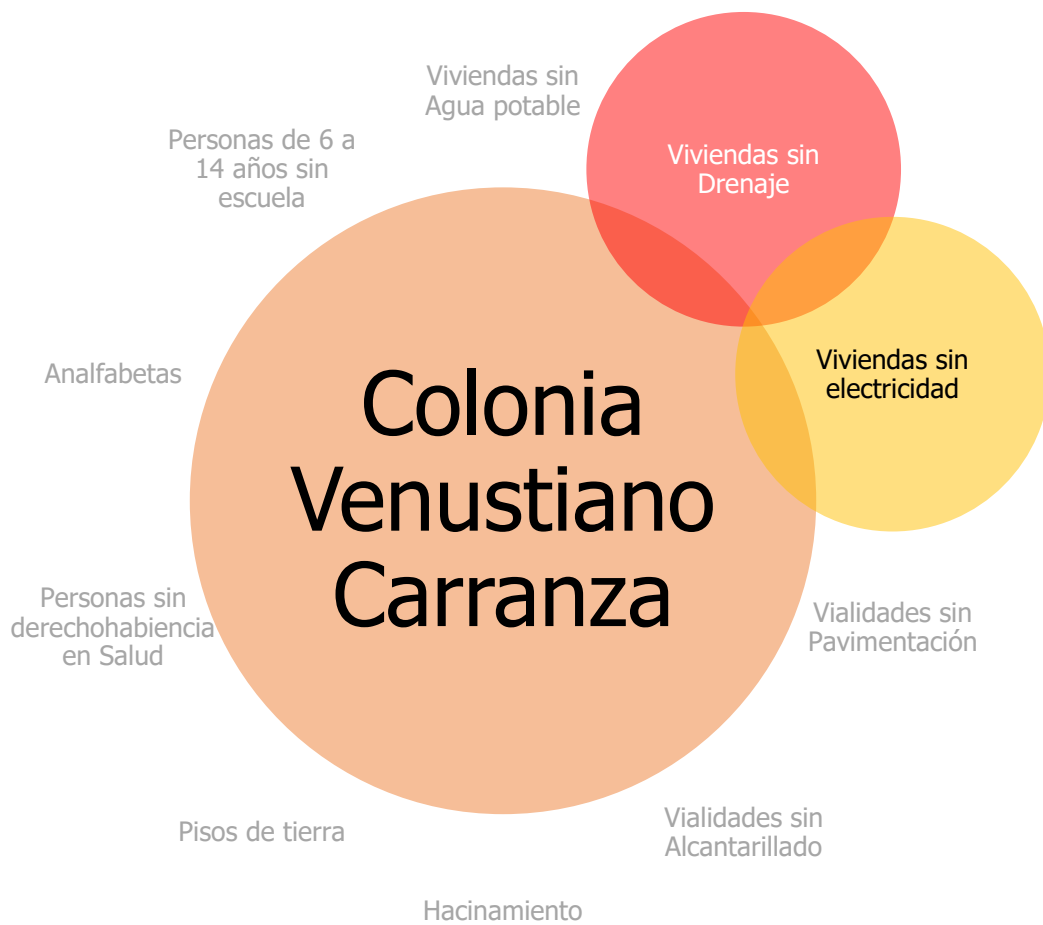 Viviendas sin
Agua potable
Viviendas sin
Drenaje
Personas de 6 a
14 años sin
escuela
Viviendas sin
electricidad
Analfabetas
Colonia
Venustiano
Carranza
Personas sin
derechohabiencia
en Salud
Vialidades sin
Pavimentación
Pisos de tierra
Vialidades sin
Alcantarillado
Hacinamiento